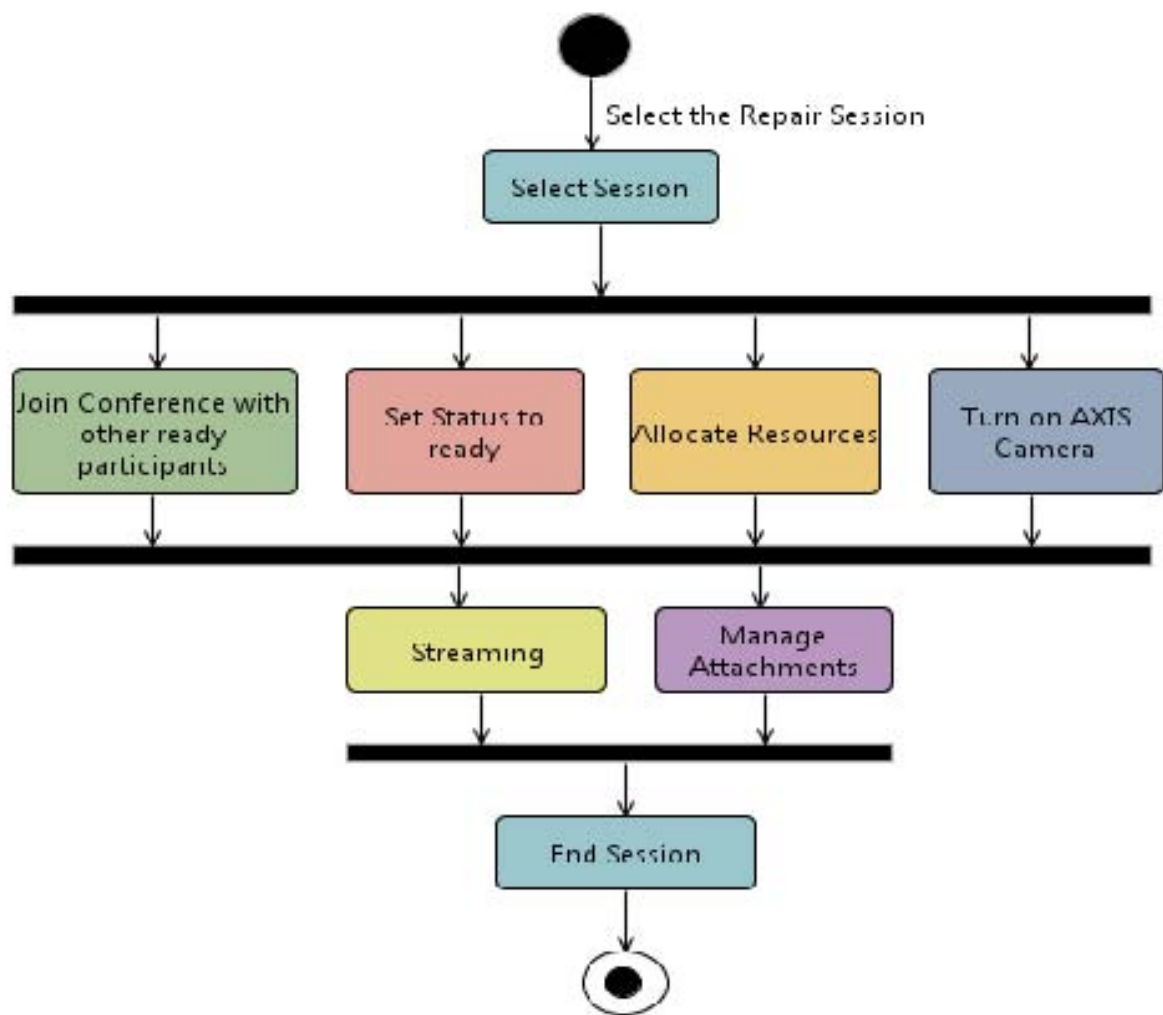 Select the Repair Session
Select Session
Join Conference with
other ready
participants
Set Status to
ready
Allocate Resources
Turn on AXIS
Camera
Streaming
Manage
Attachments
End Session